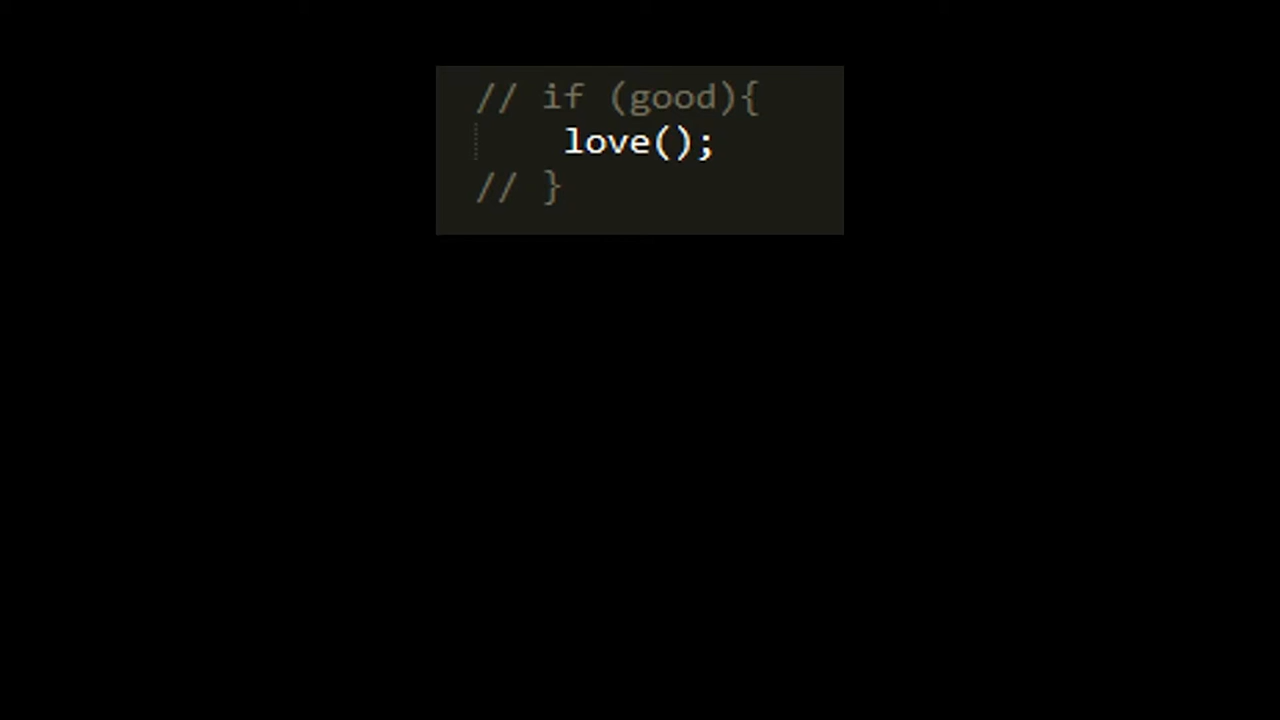 // if (good){
love();
// }